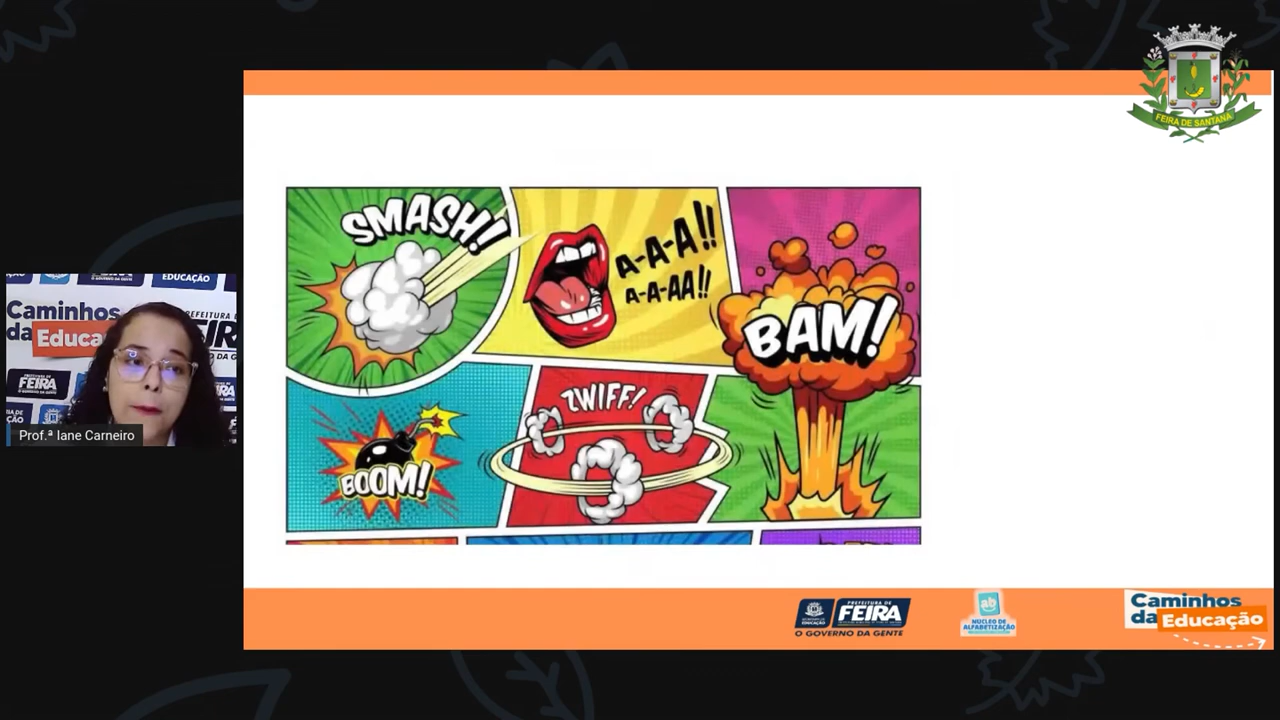 FEIRA DE SANTANA
SMASH!
A-A-A!!
A-A-AA!!
BAM!
ZWIFF!
BOOM!
EDUCAÇÃO
Caminhos
da Educa
FEIRA
Prof.ª Iane Carneiro
PREFEITURA DE
FEIRA
O GOVERNO DA GENTE
ab
NÚCLEO DE
ALFABETIZAÇÃO
Caminhos
da Educação